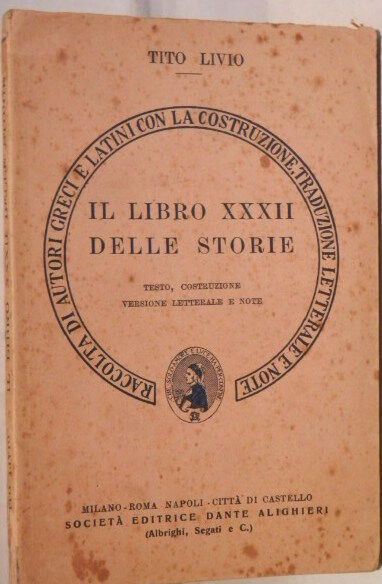 TITO LIVIO
RACCOLTA DI AUTORI GRECI E LATINI CON LA COSTRUZIONE, TRADUZIONE LETTERALE E NOTE
IL LIBRO XXXII
DELLE STORIE
TESTO, COSTRUZIONE
VERSIONE LETTERALE E NOTE
MILANO-ROMA NAPOLI-CITTÀ DI CASTELLO
SOCIETÀ EDITRICE DANTE ALIGHIERI
(Albrighi, Segati e C.)